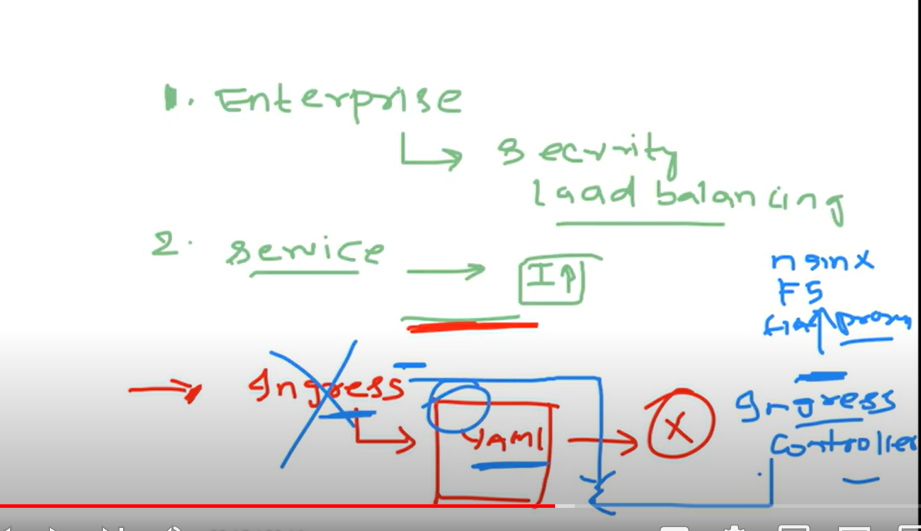 1. Enterprise
security
load balancing
2. service
IP
nginx
F5
Ingress
YAML
X
Ingress
Controller